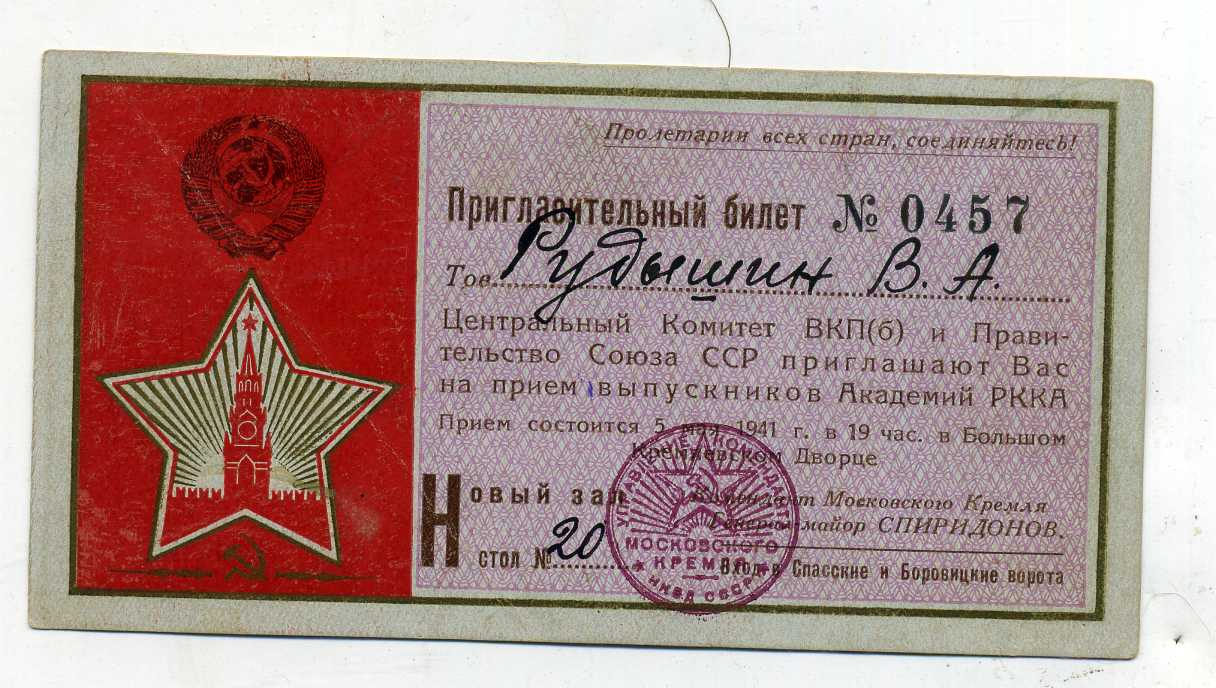 Пролетарии всех стран, соединяйтесь!
Пригласительный билет № 0457
Тов. Рудышин В. А.
Центральный Комитет ВКП(б) и Прави-
тельство Союза ССР приглашают Вас
на прием выпускников Академий РККА
Прием состоится 5 мая 1941 г. в 19 час. в Большом
Кремлевском Дворце
Новый зал
стол № 20
Комендант Московского Кремля
Генерал-майор СПИРИДОНОВ.
Вход в Спасские и Боровицкие ворота
УПРАВЛЕНИЕ КОМЕНДАНТА
МОСКОВСКОГО
КРЕМЛЯ
НКВД СССР